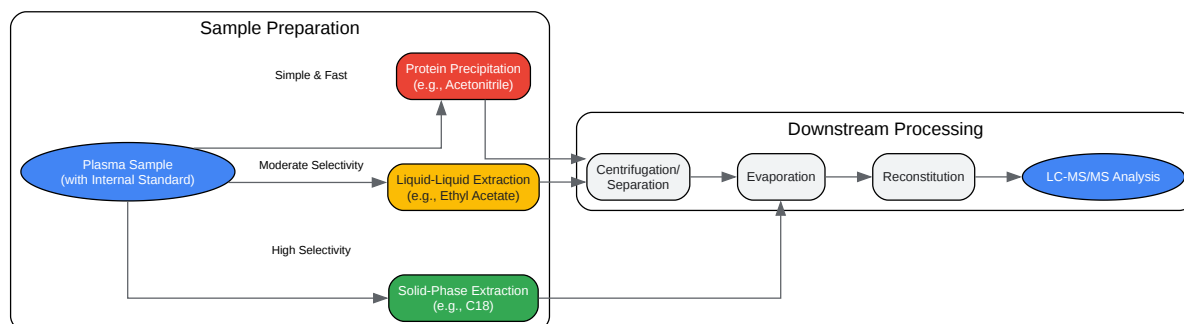 Sample Preparation
Simple & Fast
Protein Precipitation
(e.g., Acetonitrile)
Plasma Sample
(with Internal Standard)
Moderate Selectivity
Liquid-Liquid Extraction
(e.g., Ethyl Acetate)
High Selectivity
Solid-Phase Extraction
(e.g., C18)
Downstream Processing
Centrifugation/
Separation
Evaporation
Reconstitution
LC-MS/MS Analysis